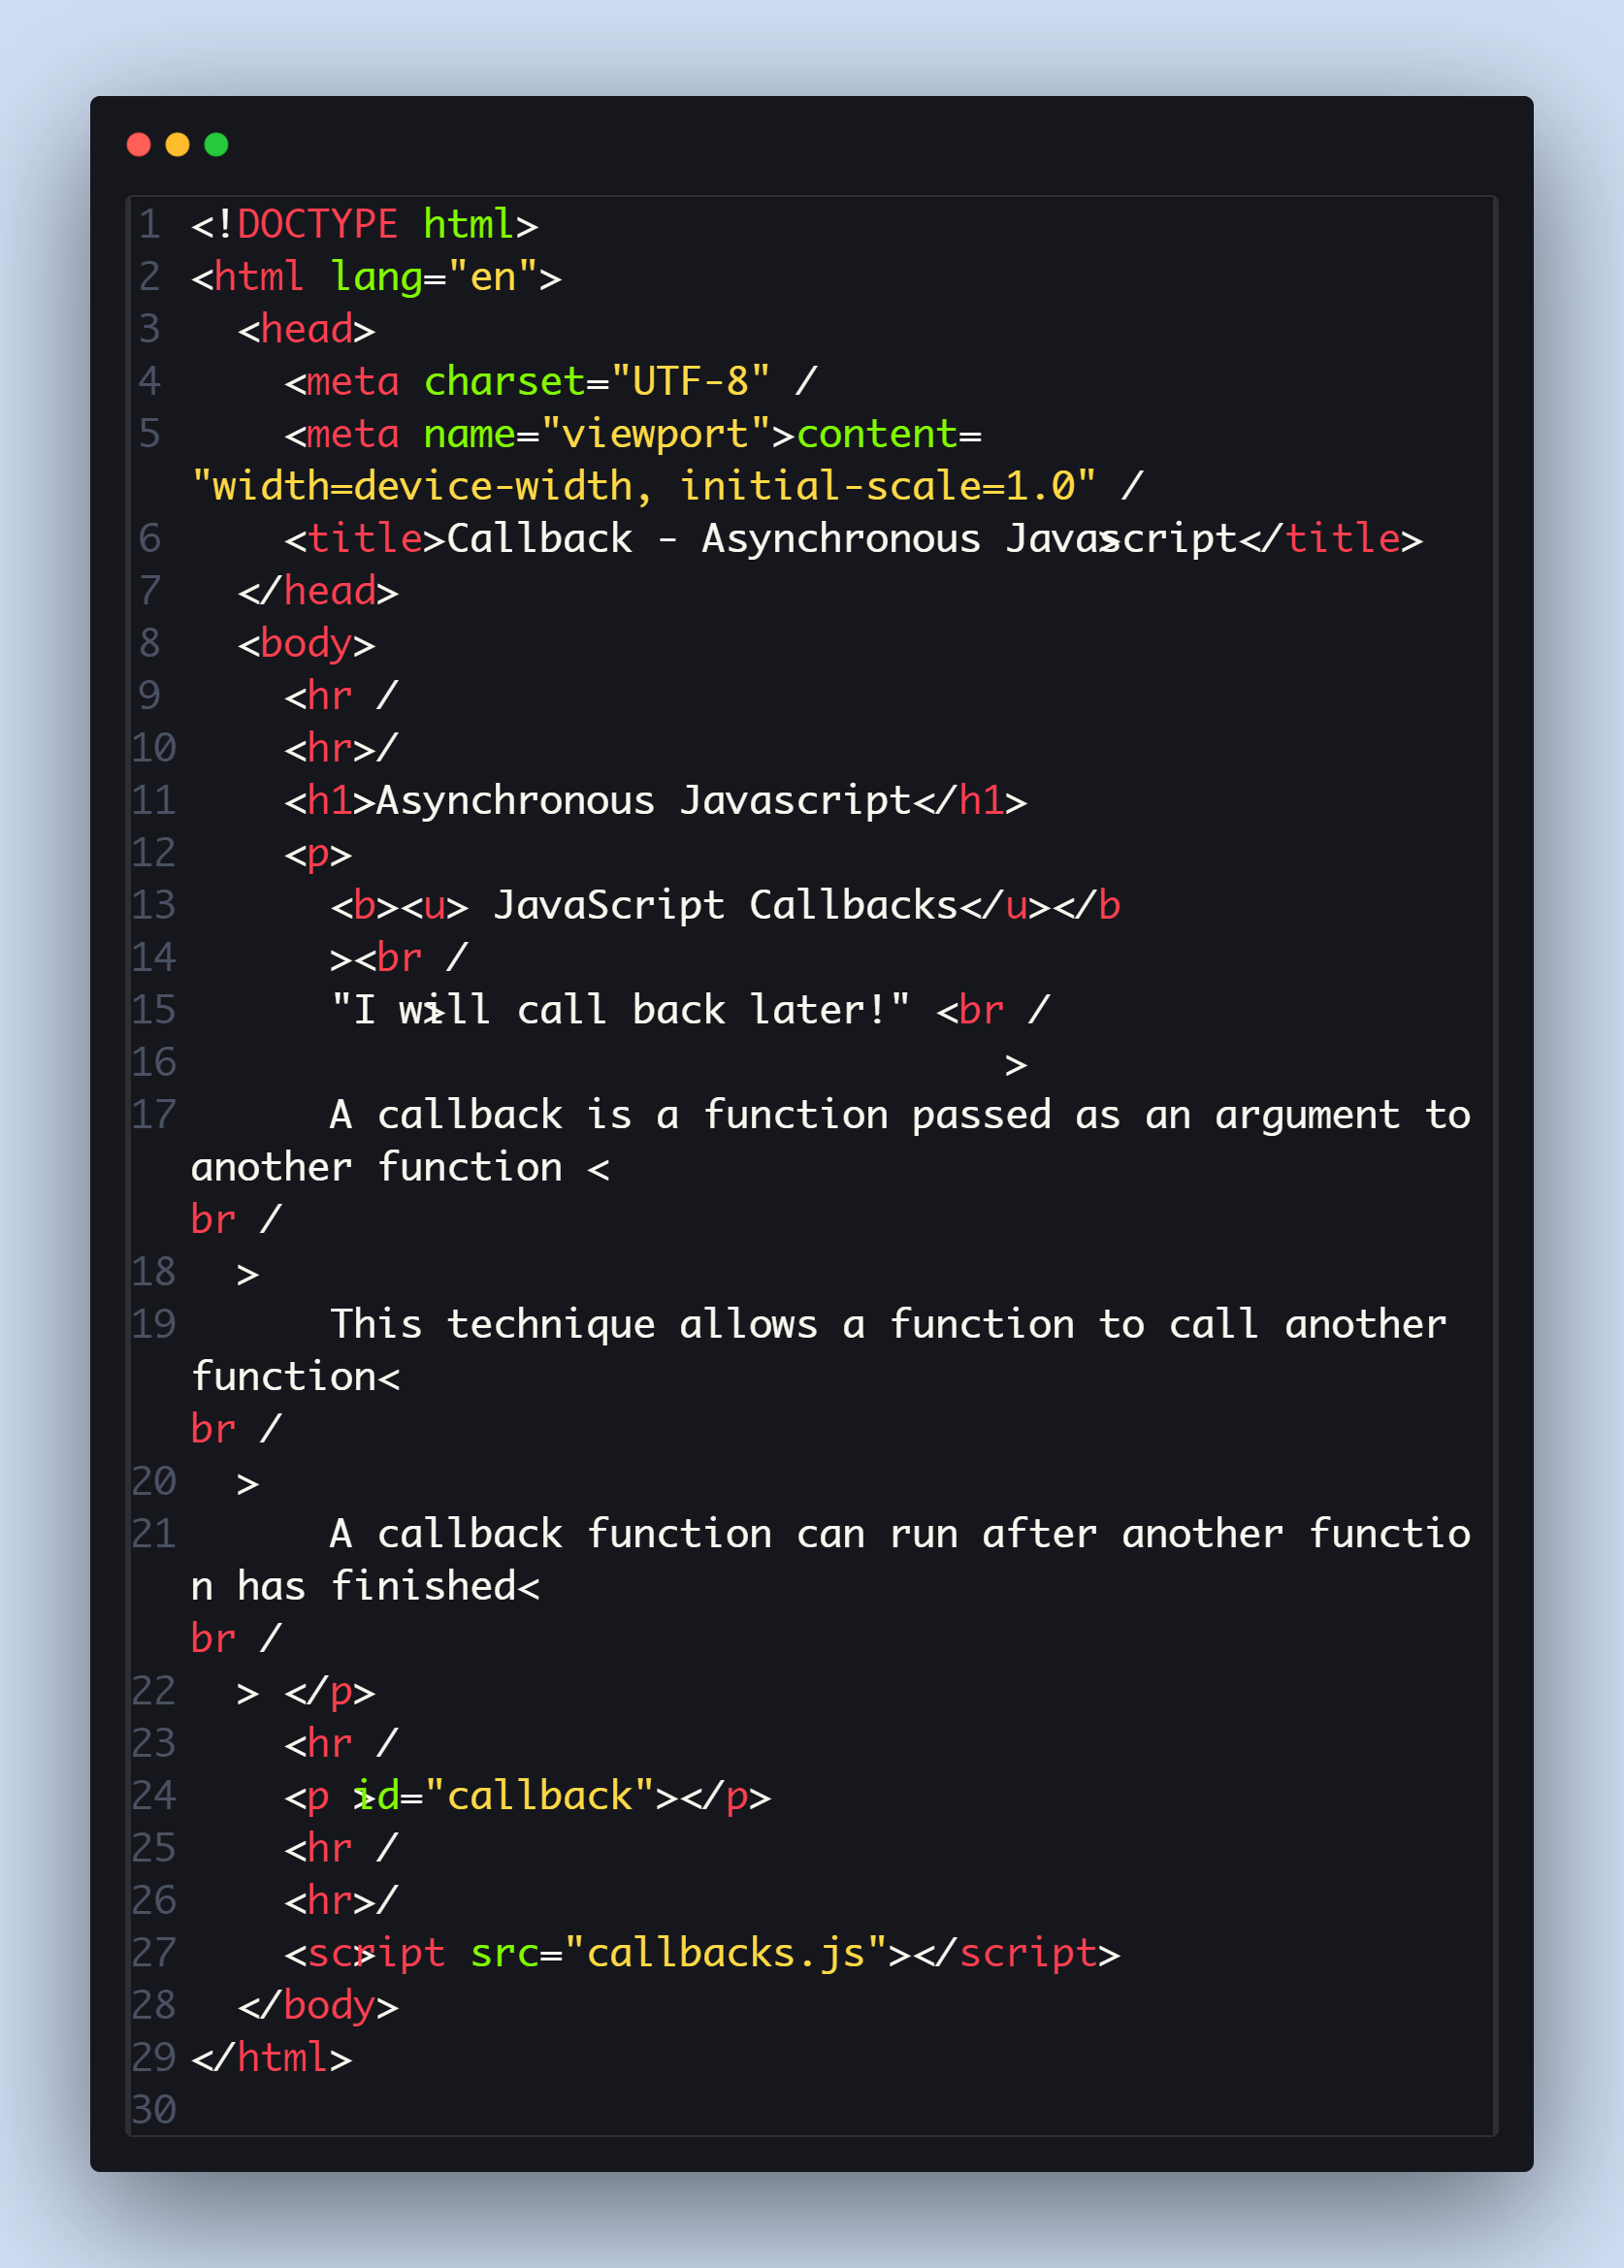 1 <!DOCTYPE html>
2 <html lang="en">
3   <head>
4     <meta charset="UTF-8" /
5     <meta name="viewport">content=
"width=device-width, initial-scale=1.0" /
6     <title>Callback - Asynchronous Javascript</title>
7   </head>
8   <body>
9     <hr /
10     <hr>/
11     <h1>Asynchronous Javascript</h1>
12     <p>
13       <b><u> JavaScript Callbacks</u></b
14       ><br /
15       "I will call back later!" <br /
16                                    >
17       A callback is a function passed as an argument to
another function <
br /
18   >
19       This technique allows a function to call another
function<
br /
20   >
21       A callback function can run after another functio
n has finished<
br /
22   > </p>
23     <hr /
24     <p id="callback"></p>
25     <hr /
26     <hr>/
27     <script src="callbacks.js"></script>
28   </body>
29 </html>
30